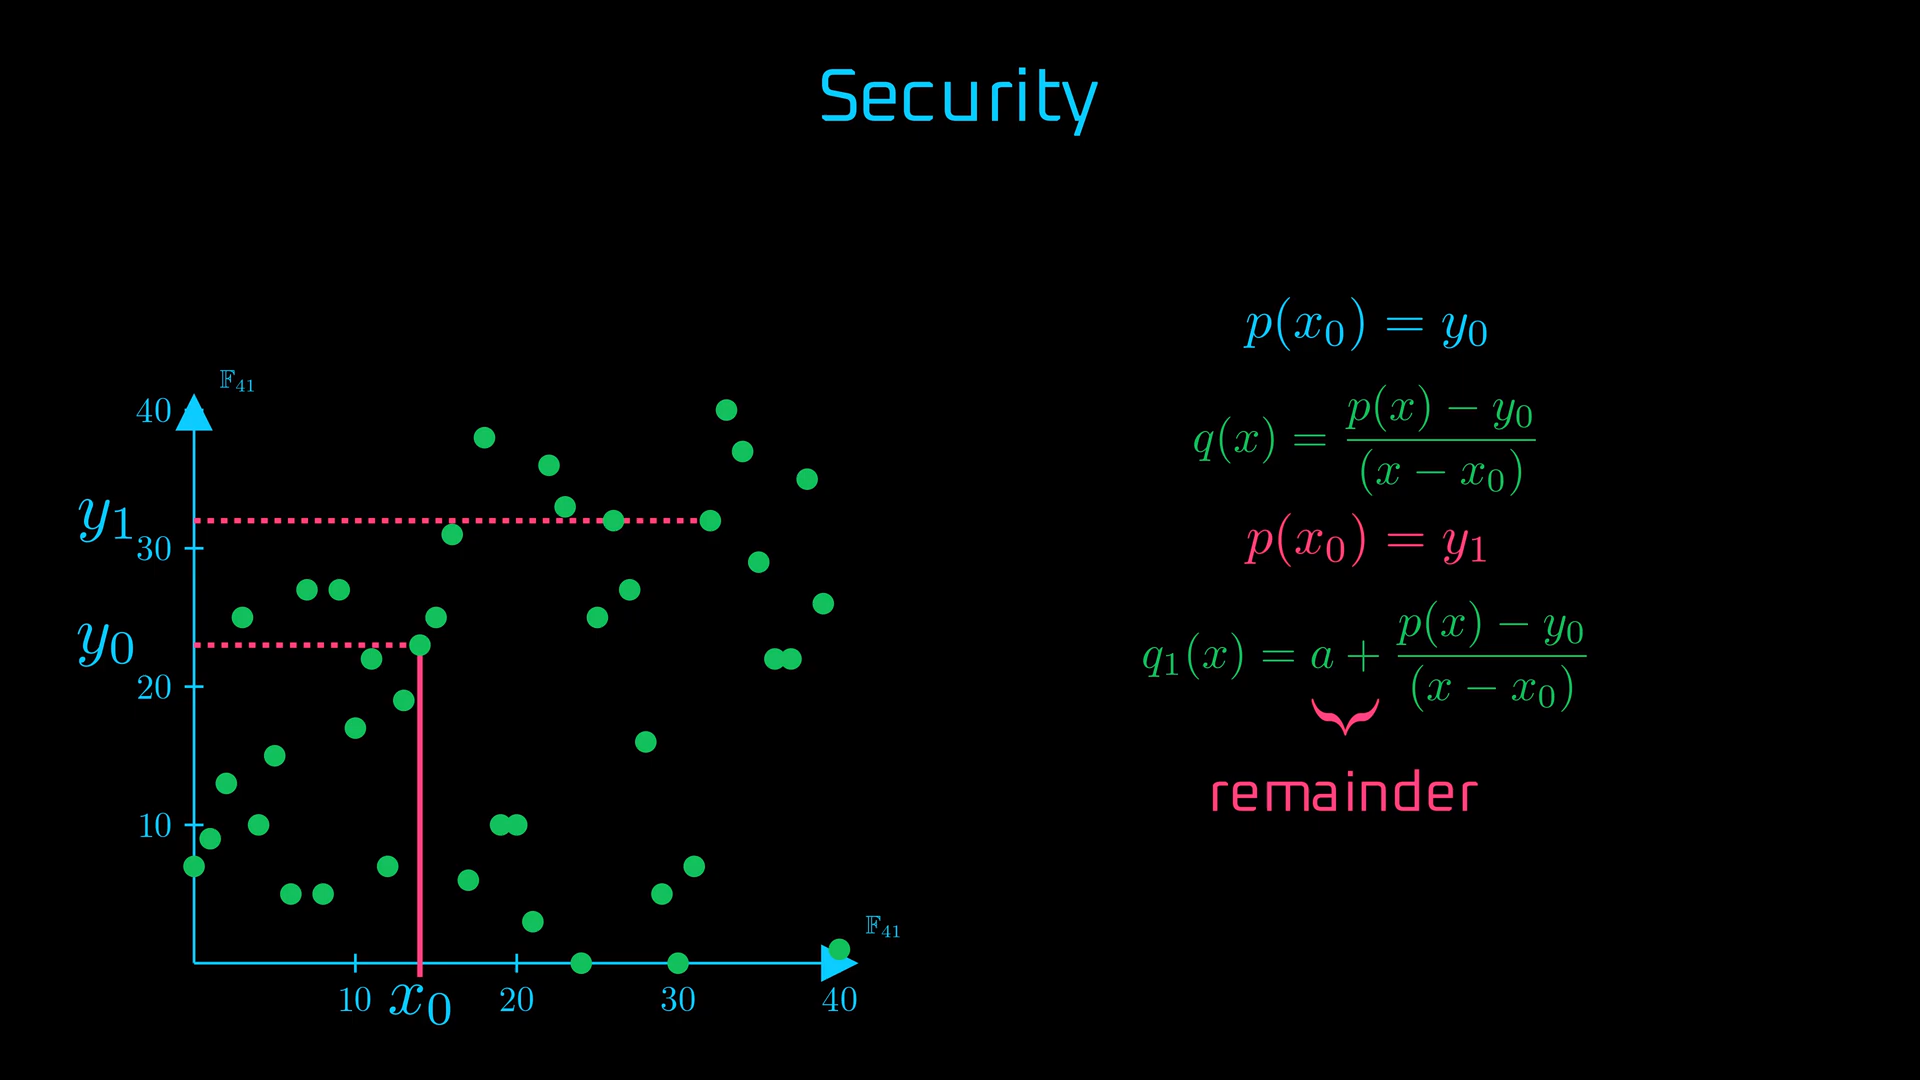 Security
𝔽₄₁
40
y₁
30
y₀
20
10
𝔽₄₁
10 x₀ 20 30 40
p(x₀) = y₀
q(x) = (p(x) − y₀)/(x − x₀)
p(x₀) = y₁
q₁(x) = a + (p(x) − y₀)/(x − x₀)
remainder